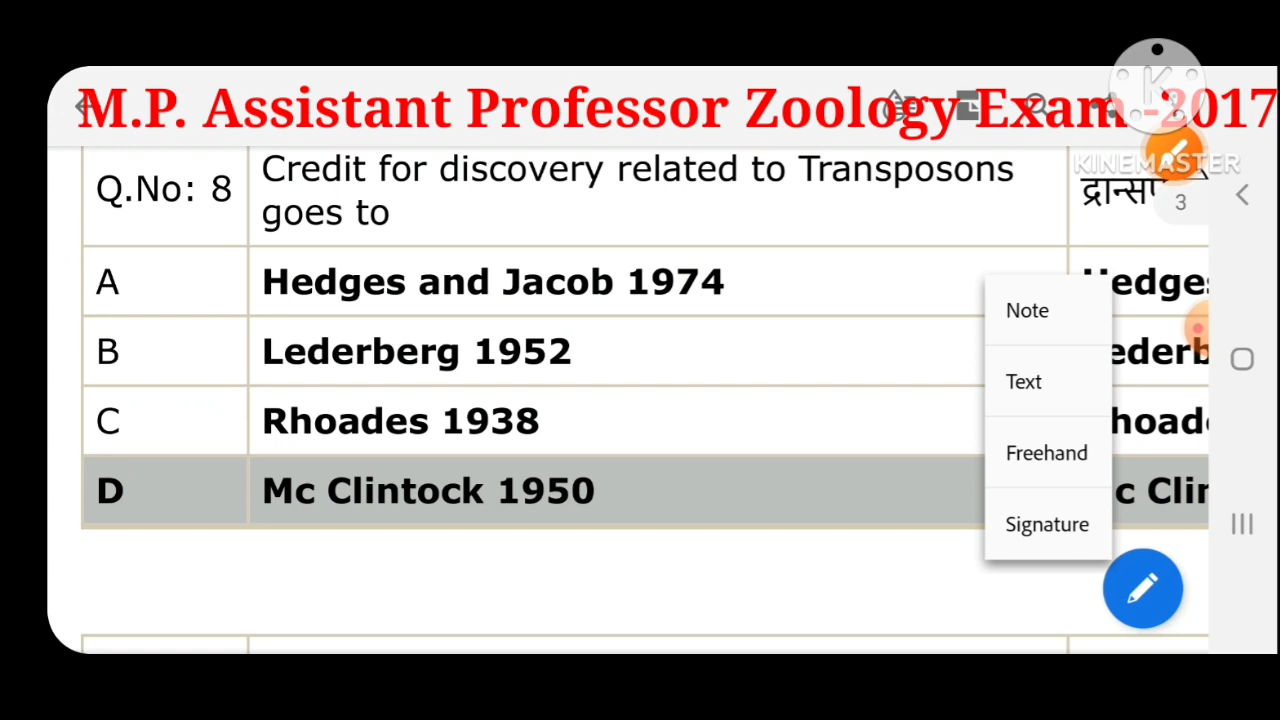 M.P. Assistant Professor Zoology Exam -2017
KINEMASTER
3
Q.No: 8 Credit for discovery related to Transposons
goes to
A Hedges and Jacob 1974
B Lederberg 1952
C Rhoades 1938
D Mc Clintock 1950
Note
Text
Freehand
Signature